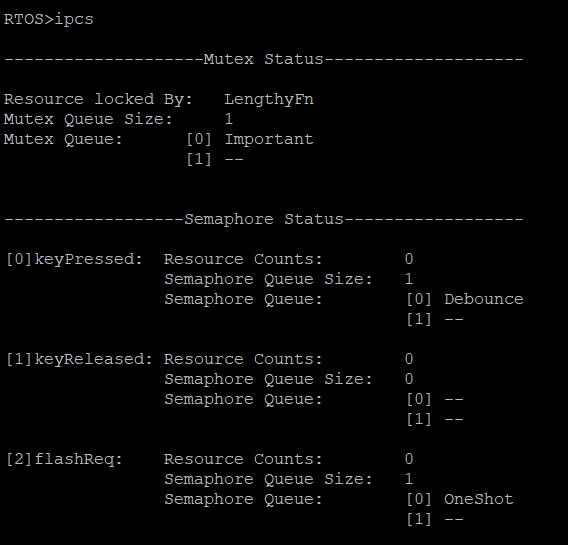 RTOS>ipcs
--------------------Mutex Status--------------------
Resource locked By:   LengthyFn
Mutex Queue Size:     1
Mutex Queue:      [0] Important
                  [1] --
------------------Semaphore Status------------------
[0]keyPressed:  Resource Counts:        0
                Semaphore Queue Size:   1
                Semaphore Queue:        [0] Debounce
                                        [1] --
[1]keyReleased: Resource Counts:        0
                Semaphore Queue Size:   0
                Semaphore Queue:        [0] --
                                        [1] --
[2]flashReq:    Resource Counts:        0
                Semaphore Queue Size:   1
                Semaphore Queue:        [0] OneShot
                                        [1] --